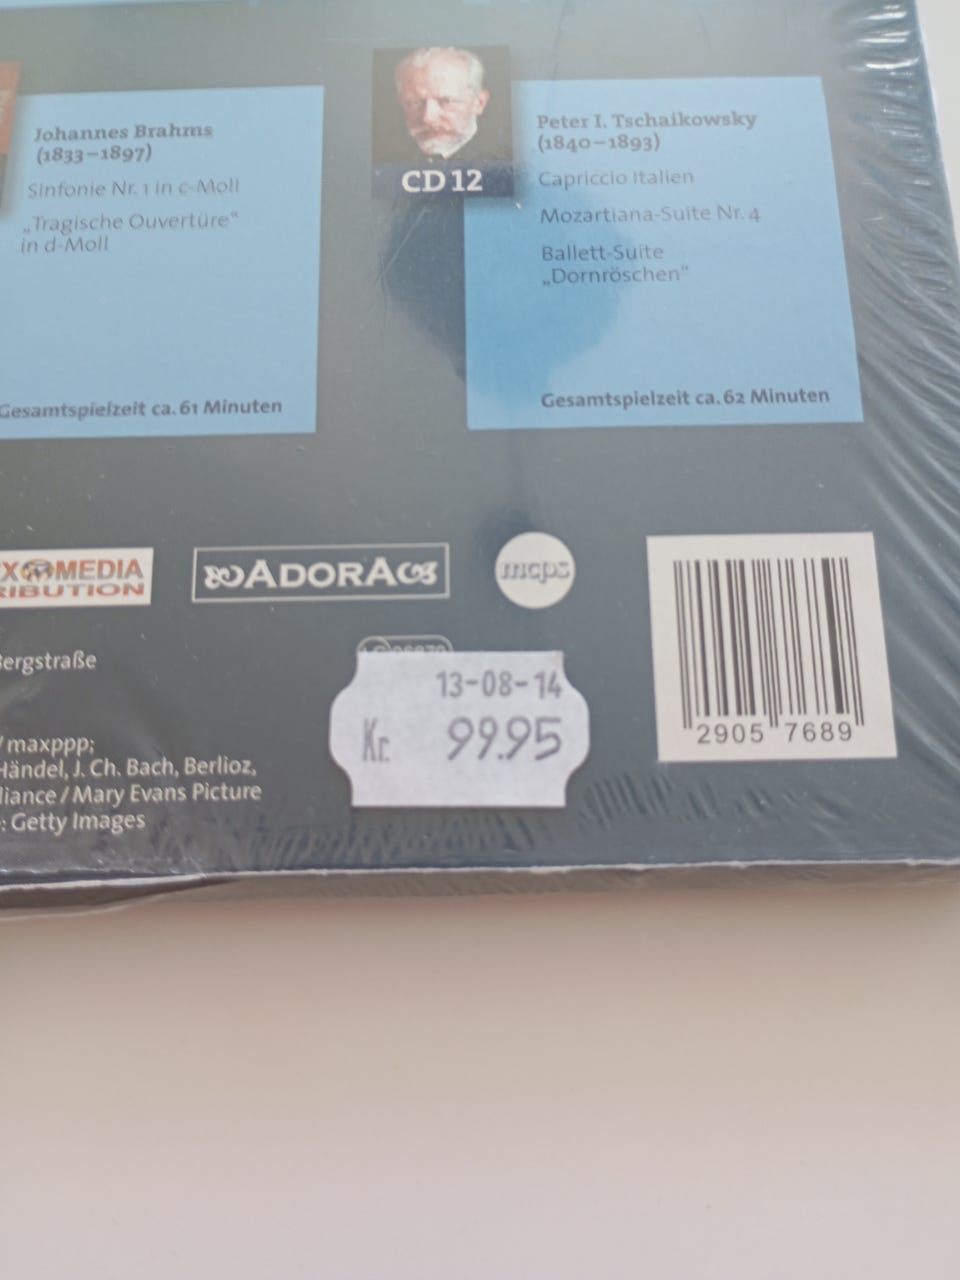 Johannes Brahms
(1833–1897)
Sinfonie Nr. 1 in c-Moll
„Tragische Ouvertüre“
in d-Moll
Gesamtspielzeit ca. 61 Minuten
CD 12
Peter I. Tschaikowsky
(1840–1893)
Capriccio Italien
Mozartiana-Suite Nr. 4
Ballett-Suite
„Dornröschen“
Gesamtspielzeit ca. 62 Minuten
MEDIA
ADORA
mcps
Bergstraße
/ maxppp;
Händel, J. Ch. Bach, Berlioz,
/ Mary Evans Picture
: Getty Images
13-08-14
Kr. 99.95
2905 7689